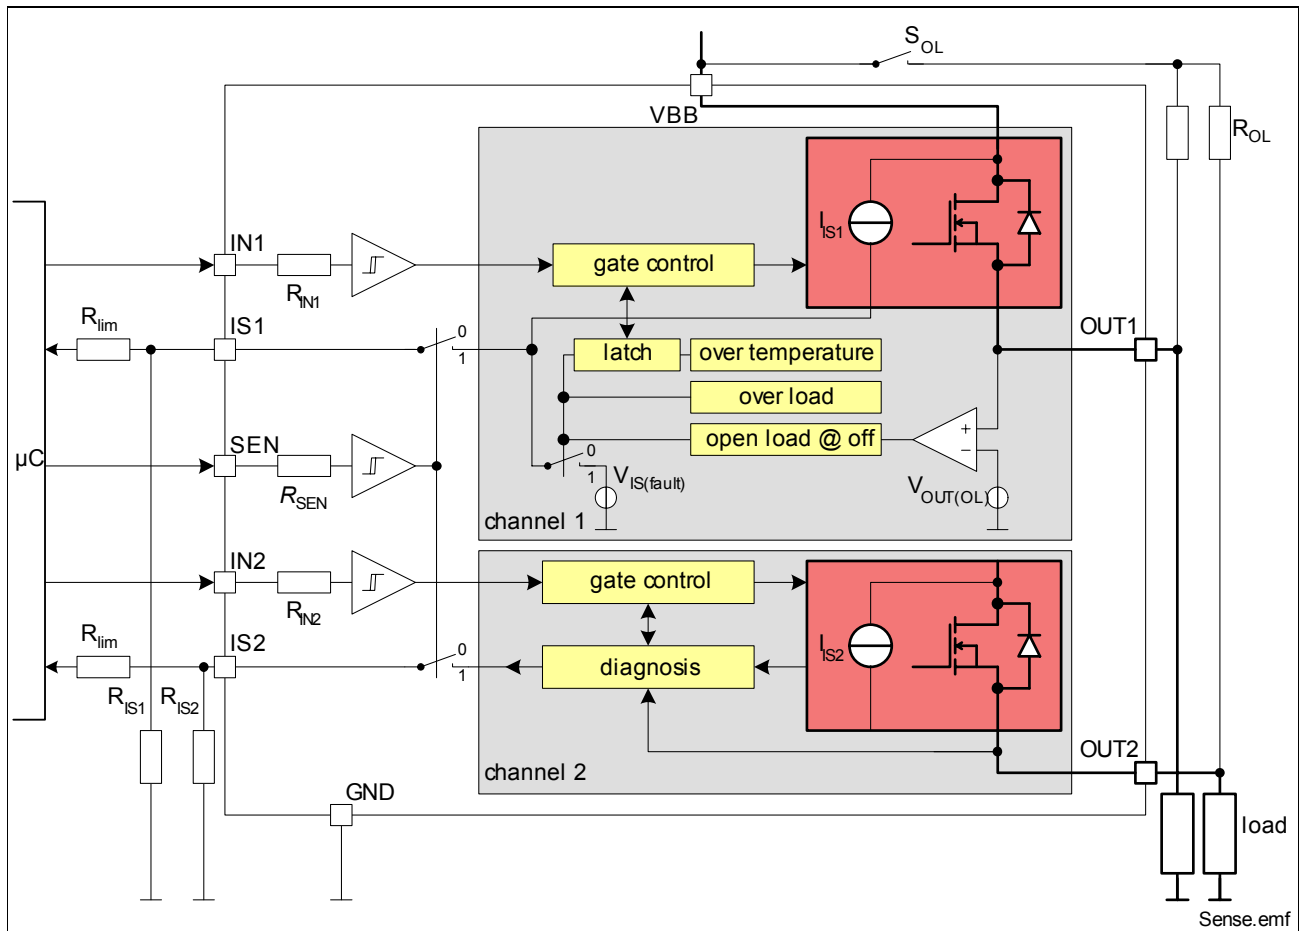 S_OL
VBB
R_OL
I_IS1
IN1
gate control
R_IN1
R_lim
IS1
0
1
OUT1
latch
over temperature
over load
open load @ off
+
−
SEN
µC
R_SEN
0
1
V_IS(fault)
V_OUT(OL)
channel 1
IN2
gate control
R_IN2
R_lim
IS2
0
1
diagnosis
I_IS2
R_IS1
R_IS2
OUT2
channel 2
GND
load
Sense.emf